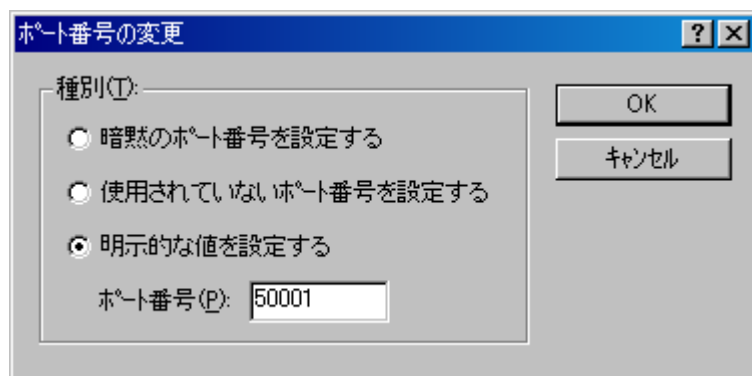 ﾎﾟｰﾄ番号の変更
?
×
種別(T):
暗黙のﾎﾟｰﾄ番号を設定する
使用されていないﾎﾟｰﾄ番号を設定する
明示的な値を設定する
ﾎﾟｰﾄ番号(P): 50001
OK
ｷｬﾝｾﾙ